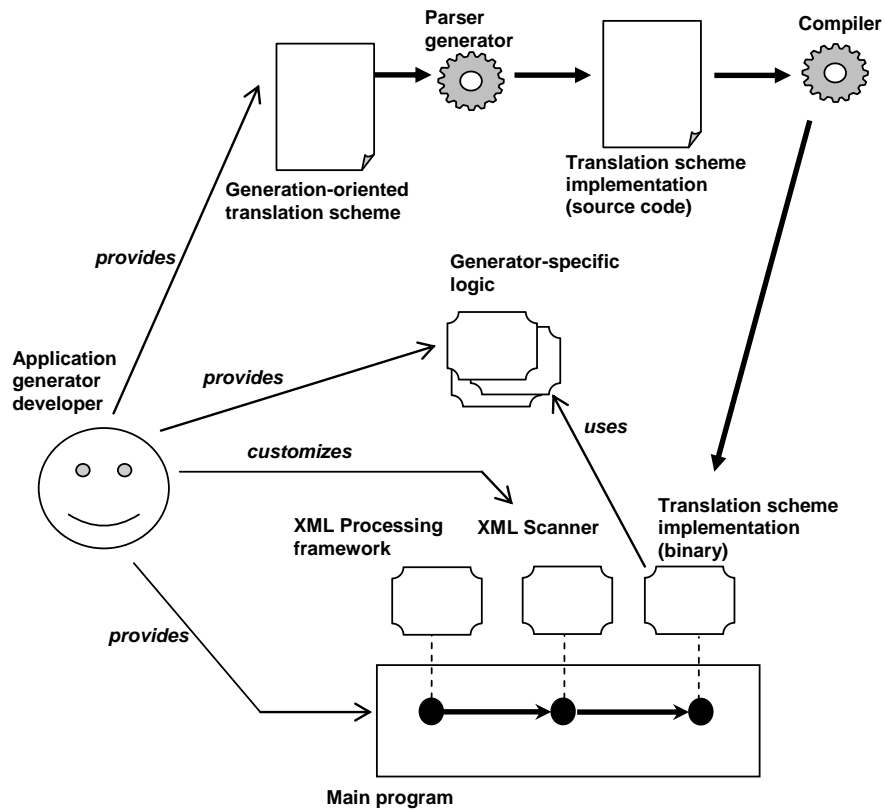 Parser
generator
Compiler
Generation-oriented
translation scheme
Translation scheme
implementation
(source code)
provides
Generator-specific
logic
Application
generator
developer
provides
uses
customizes
XML Processing
framework
XML Scanner
Translation scheme
implementation
(binary)
provides
Main program